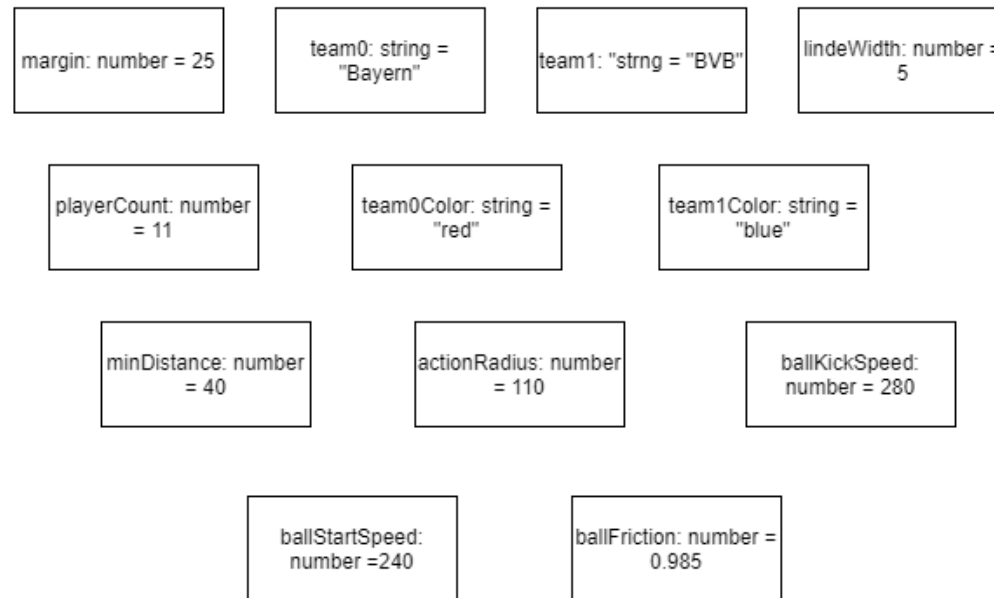 margin: number = 25
team0: string =
"Bayern"
team1: "strng = "BVB"
lindeWidth: number =
5
playerCount: number
= 11
team0Color: string =
"red"
team1Color: string =
"blue"
minDistance: number
= 40
actionRadius: number
= 110
ballKickSpeed:
number = 280
ballStartSpeed:
number =240
ballFriction: number =
0.985